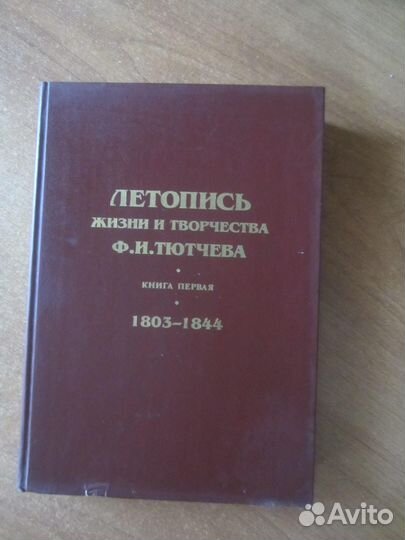 ЛЕТОПИСЬ
ЖИЗНИ И ТВОРЧЕСТВА
Ф.И.ТЮТЧЕВА
КНИГА ПЕРВАЯ
1803–1844
Avito